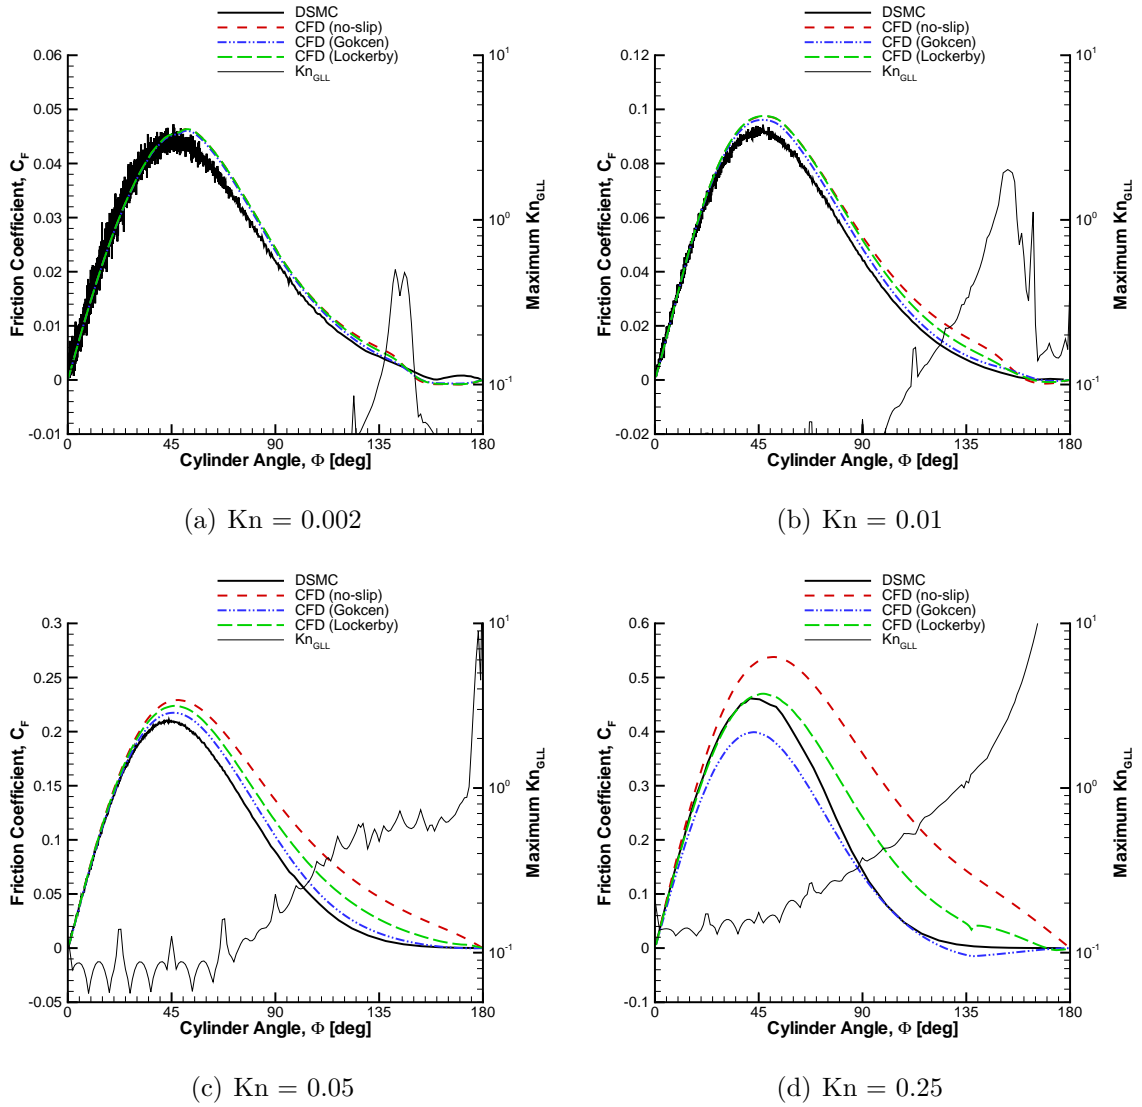 DSMC
CFD (no-slip)
CFD (Gokcen)
CFD (Lockerby)
Kn_GLL
0.06
0.05
0.04
0.03
0.02
0.01
0
-0.01
Friction Coefficient, C_F
10^1
10^0
10^-1
Maximum Kn_GLL
0 45 90 135 180
Cylinder Angle, Φ [deg]
(a) Kn = 0.002
DSMC
CFD (no-slip)
CFD (Gokcen)
CFD (Lockerby)
Kn_GLL
0.12
0.1
0.08
0.06
0.04
0.02
0
-0.02
Friction Coefficient, C_F
10^1
10^0
10^-1
Maximum Kn_GLL
0 45 90 135 180
Cylinder Angle, Φ [deg]
(b) Kn = 0.01
DSMC
CFD (no-slip)
CFD (Gokcen)
CFD (Lockerby)
Kn_GLL
0.3
0.25
0.2
0.15
0.1
0.05
0
-0.05
Friction Coefficient, C_F
10^1
10^0
10^-1
Maximum Kn_GLL
0 45 90 135 180
Cylinder Angle, Φ [deg]
(c) Kn = 0.05
DSMC
CFD (no-slip)
CFD (Gokcen)
CFD (Lockerby)
Kn_GLL
0.6
0.5
0.4
0.3
0.2
0.1
0
-0.1
Friction Coefficient, C_F
10^1
10^0
10^-1
Maximum Kn_GLL
0 45 90 135 180
Cylinder Angle, Φ [deg]
(d) Kn = 0.25